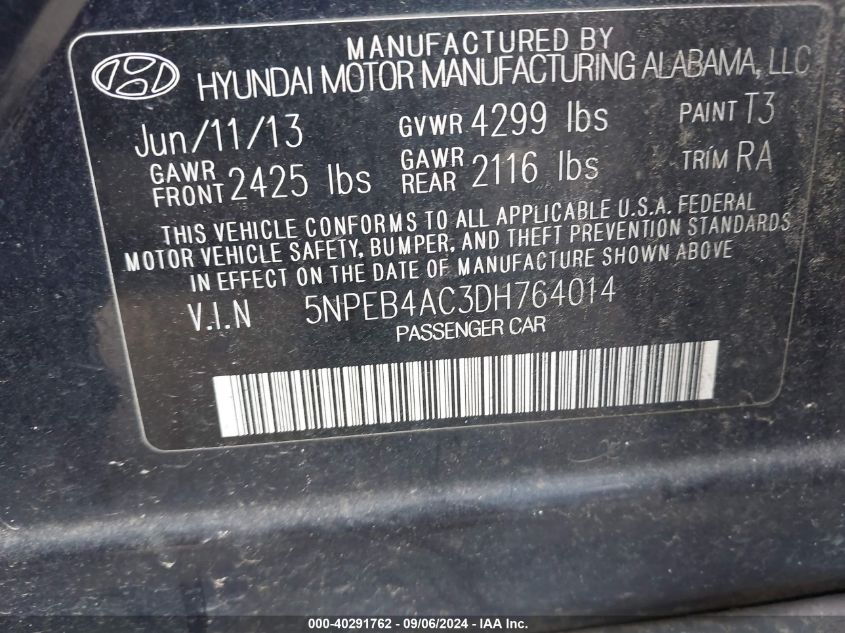 MANUFACTURED BY
HYUNDAI MOTOR MANUFACTURING ALABAMA, LLC
Jun/11/13 GVWR 4299 lbs PAINT T3
GAWR FRONT 2425 lbs GAWR REAR 2116 lbs TRIM RA
THIS VEHICLE CONFORMS TO ALL APPLICABLE U.S.A. FEDERAL
MOTOR VEHICLE SAFETY, BUMPER, AND THEFT PREVENTION STANDARDS
IN EFFECT ON THE DATE OF MANUFACTURE SHOWN ABOVE
V.I.N 5NPEB4AC3DH764014
PASSENGER CAR
000-40291762 - 09/06/2024 - IAA Inc.